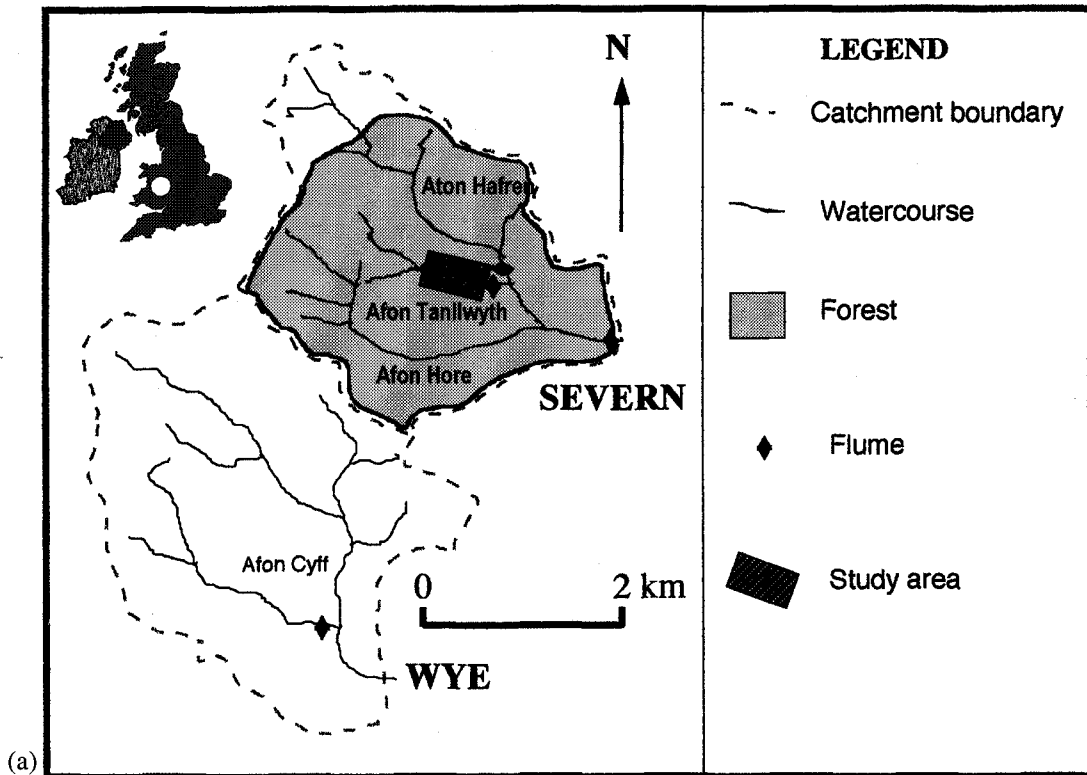 N
Aton Hafren
Afon Tanllwyth
Afon Hore
SEVERN
Afon Cyff
0 2 km
WYE
LEGEND
Catchment boundary
Watercourse
Forest
Flume
Study area
(a)